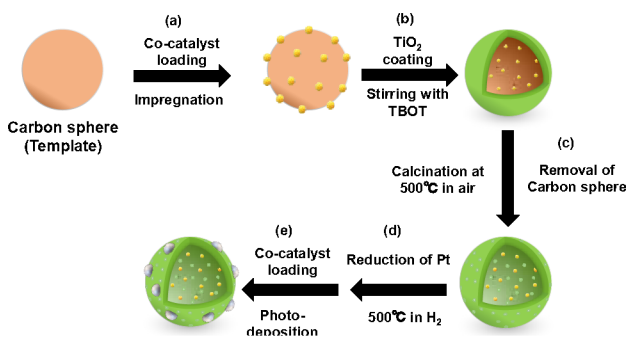 (a)
Co-catalyst
loading
Impregnation
Carbon sphere
(Template)
(b)
TiO₂
coating
Stirring with
TBOT
(c)
Calcination at
500℃ in air
Removal of
Carbon sphere
(d)
Reduction of Pt
500℃ in H₂
(e)
Co-catalyst
loading
Photo-
deposition